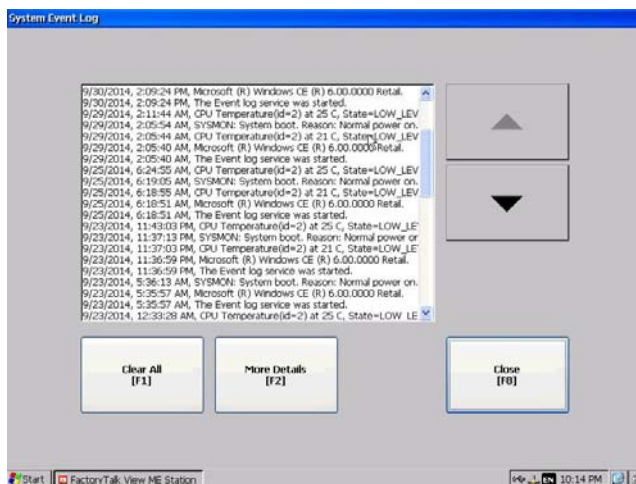 System Event Log
9/30/2014, 2:09:24 PM, Microsoft (R) Windows CE (R) 6.00.0000 Retail.
9/30/2014, 2:09:24 PM, The Event log service was started.
9/29/2014, 2:11:44 AM, CPU Temperature(id=2) at 25 C, State=LOW_LEV
9/29/2014, 2:05:54 AM, SYSMON: System boot. Reason: Normal power on.
9/29/2014, 2:05:44 AM, CPU Temperature(id=2) at 21 C, State=LOW_LEV
9/29/2014, 2:05:40 AM, Microsoft (R) Windows CE (R) 6.00.0000 Retail.
9/29/2014, 2:05:40 AM, The Event log service was started.
9/25/2014, 6:24:55 AM, CPU Temperature(id=2) at 25 C, State=LOW_LEV
9/25/2014, 6:19:05 AM, SYSMON: System boot. Reason: Normal power on.
9/25/2014, 6:18:55 AM, CPU Temperature(id=2) at 21 C, State=LOW_LEV
9/25/2014, 6:18:51 AM, Microsoft (R) Windows CE (R) 6.00.0000 Retail.
9/25/2014, 6:18:51 AM, The Event log service was started.
9/23/2014, 11:43:03 PM, CPU Temperature(id=2) at 25 C, State=LOW_LE
9/23/2014, 11:37:13 PM, SYSMON: System boot. Reason: Normal power or
9/23/2014, 11:37:03 PM, CPU Temperature(id=2) at 21 C, State=LOW_LE
9/23/2014, 11:36:59 PM, Microsoft (R) Windows CE (R) 6.00.0000 Retail.
9/23/2014, 11:36:59 PM, The Event log service was started.
9/23/2014, 5:36:13 AM, SYSMON: System boot. Reason: Normal power on.
9/23/2014, 5:35:57 AM, Microsoft (R) Windows CE (R) 6.00.0000 Retail.
9/23/2014, 5:35:57 AM, The Event log service was started.
9/23/2014, 12:33:28 AM, CPU Temperature(id=2) at 25 C, State=LOW_LE
Clear All
[F1]
More Details
[F2]
Close
[F8]
Start
FactoryTalk View ME Station
EN
10:14 PM